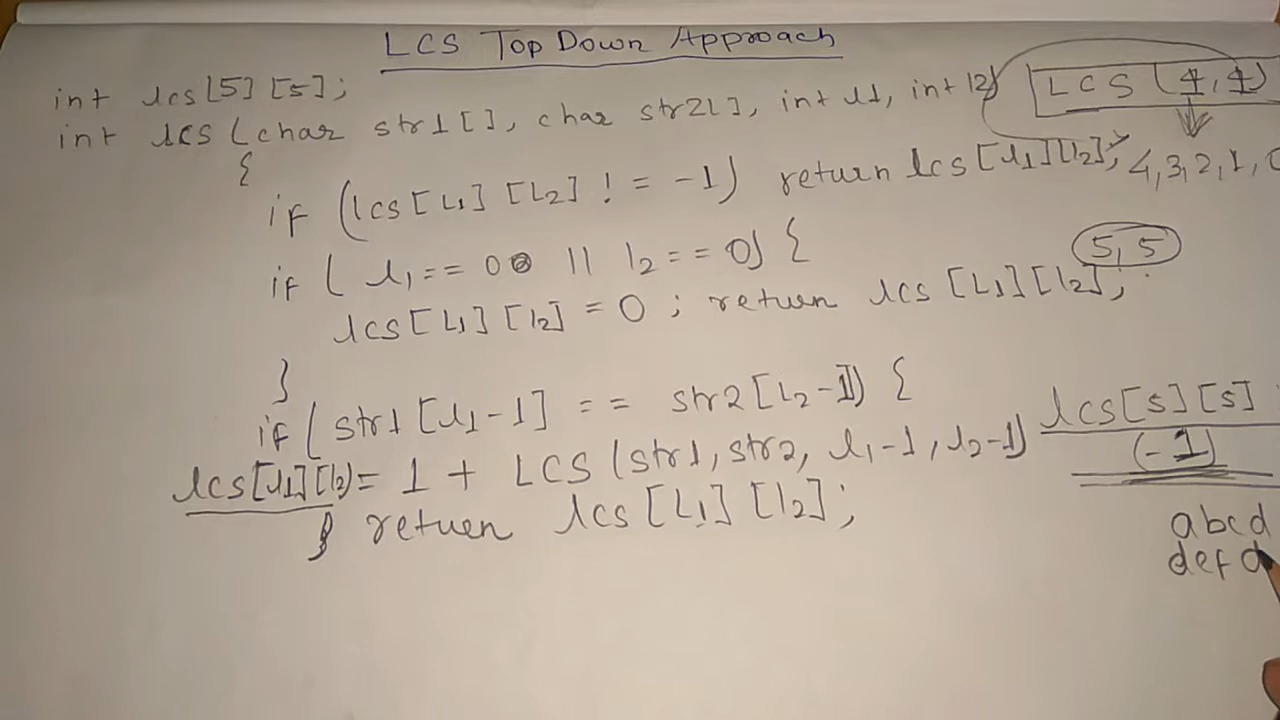 LCS Top Down Approach
int lcs[5][5];
int lcs (char str1[], char str2[], int l1, int l2)
LCS (4,4)
{
if (lcs[L1][L2] != -1) return lcs[l1][l2];
4,3,2,1,0
if ( l1 == 0 || l2 == 0) {
5,5
lcs[L1][l2] = 0 ; return lcs [L1][l2];
}
if (str1[l1-1] == str2[L2-1]) {
lcs[5][5]
lcs[l1][l2] = 1 + LCS (str1, str2, l1-1, l2-1)
(-1)
} return lcs[L1][l2];
abcd
def